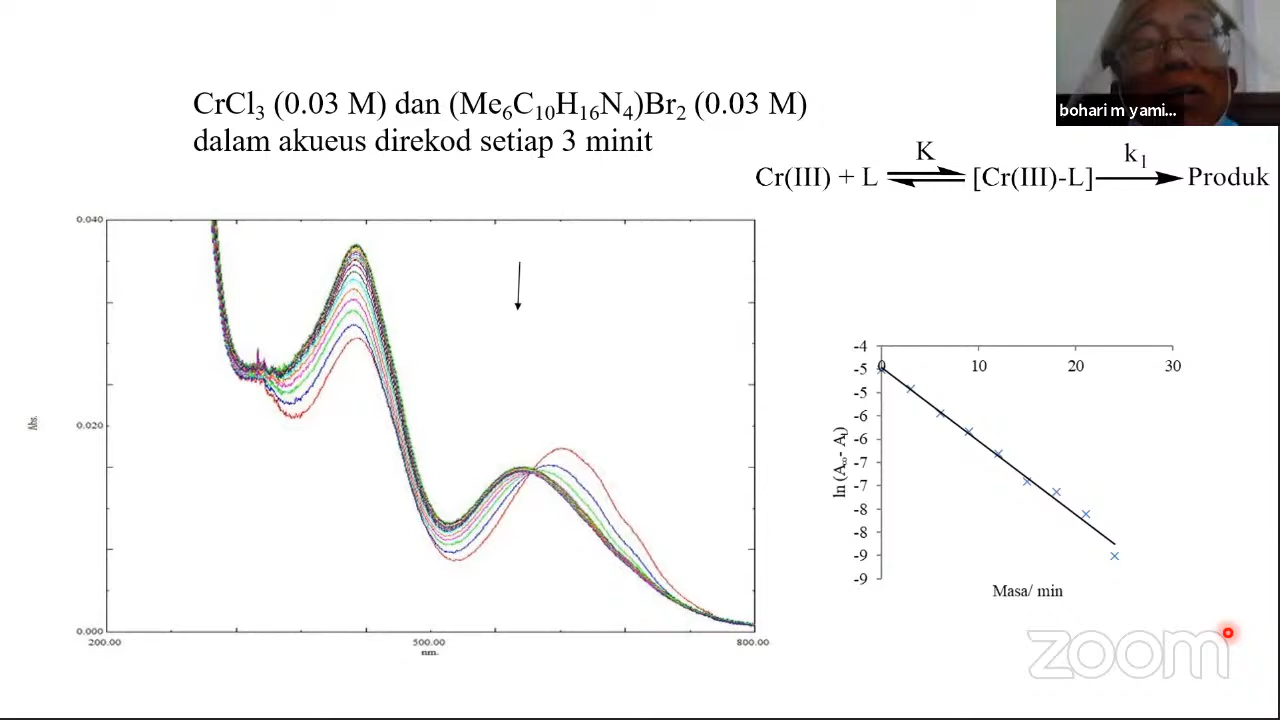 bohari m yami...
CrCl₃ (0.03 M) dan (Me₆C₁₀H₁₆N₄)Br₂ (0.03 M)
dalam akueus direkod setiap 3 minit
K
k₁
Cr(III) + L ⇌ [Cr(III)-L] → Produk
0.040
Abs.
0.020
0.000
200.00
500.00
800.00
nm.
-4
0
10
20
30
-5
-5
-6
-6
-7
-7
-8
-8
-9
-9
ln (A∞- Aₜ)
Masa/ min
zoom